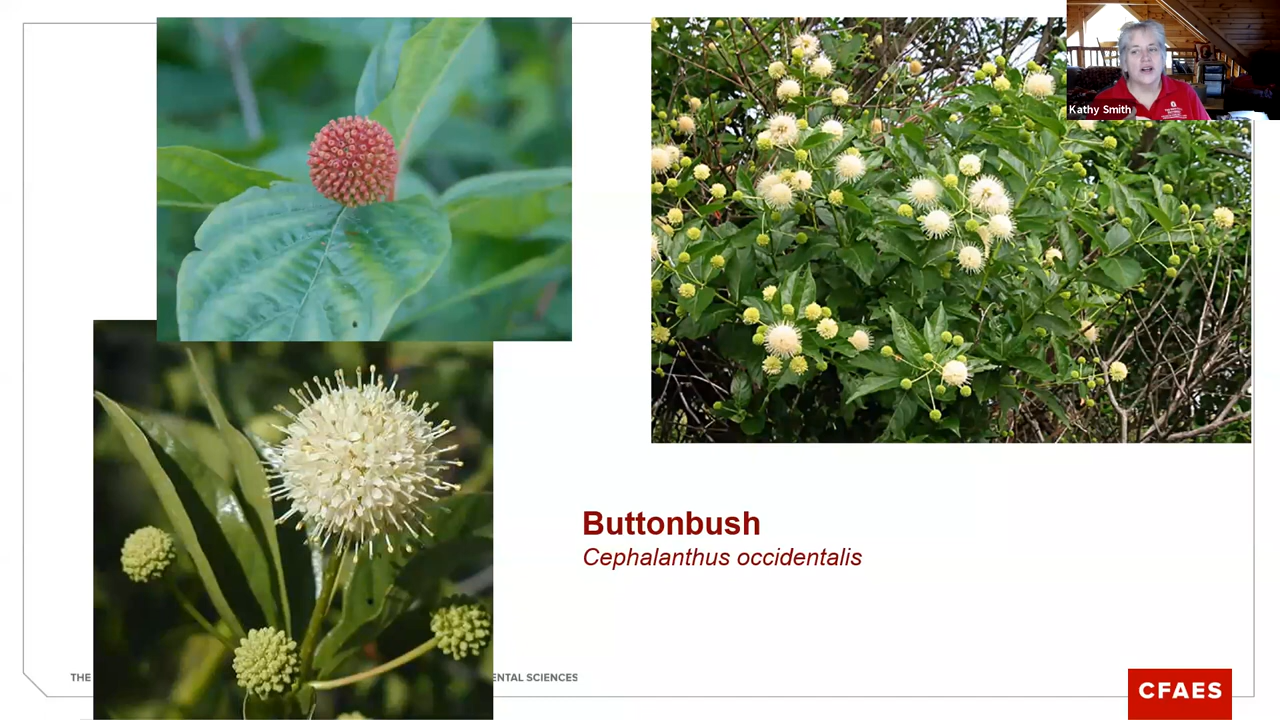 Kathy Smith
Buttonbush
Cephalanthus occidentalis
THE
ENTAL SCIENCES
CFAES